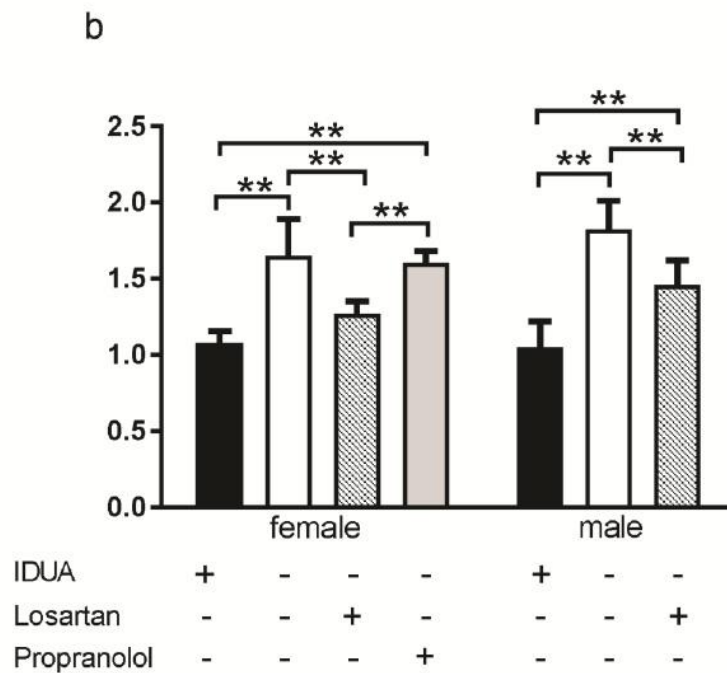 b
**
** ** **
** ** **
2.5
2.0
1.5
1.0
0.5
0.0
female male
IDUA + - - - + - -
Losartan - - + - - - +
Propranolol - - - + - - -